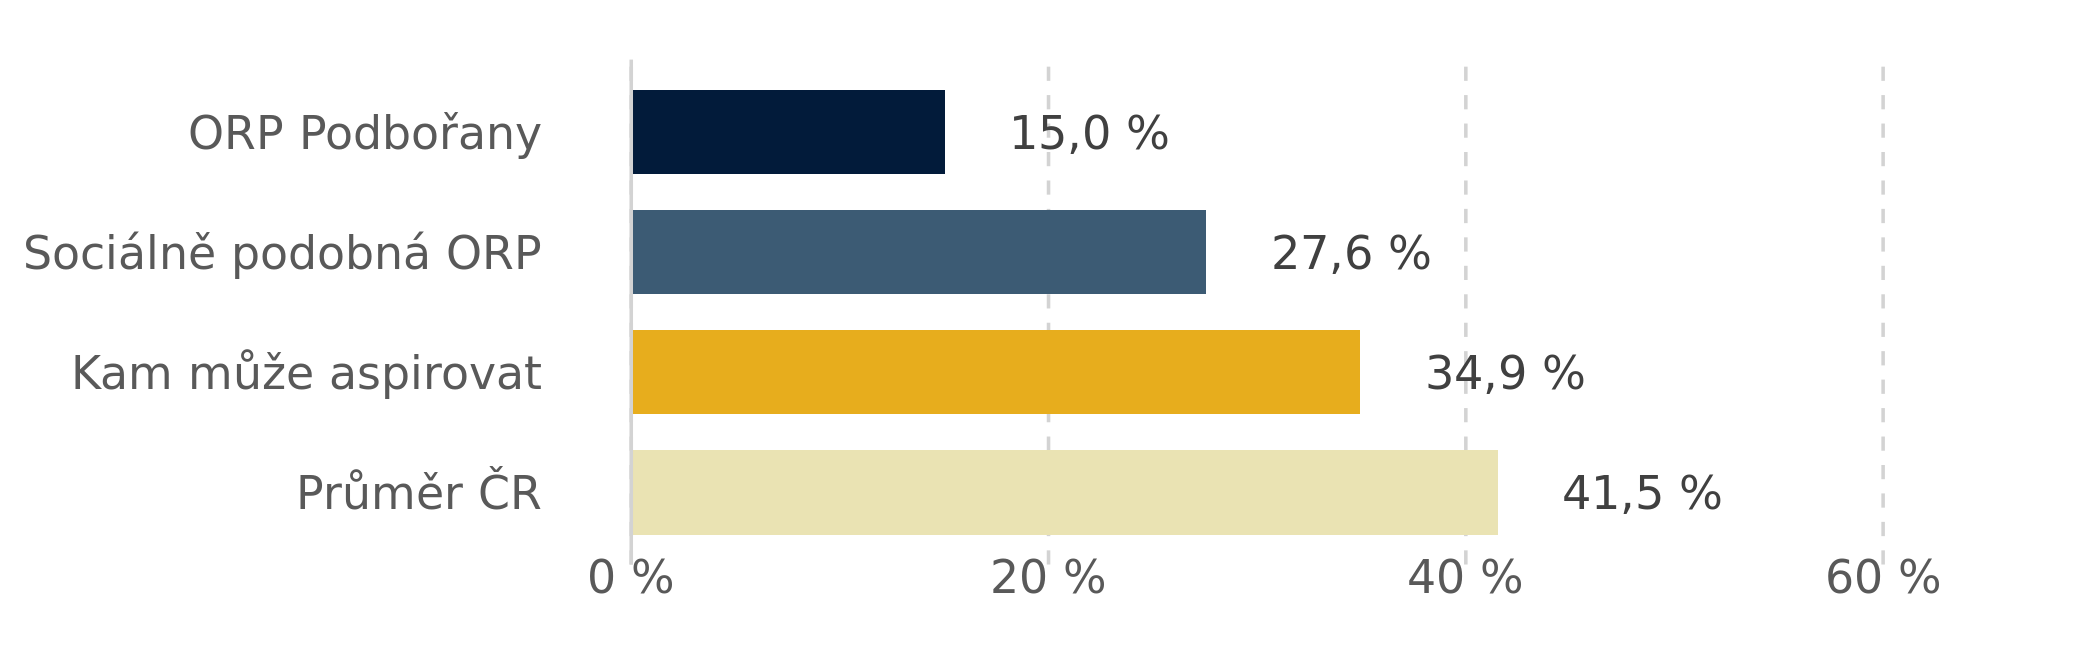 ORP Podbořany 15,0 %
Sociálně podobná ORP 27,6 %
Kam může aspirovat 34,9 %
Průměr ČR 41,5 %
0 % 20 % 40 % 60 %